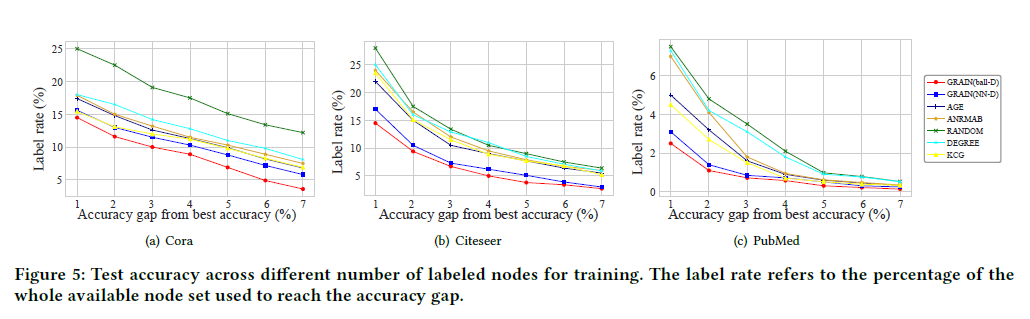 25
20
15
10
5
Label rate (%)
1 2 3 4 5 6 7
Accuracy gap from best accuracy (%)
(a) Cora
25
20
15
10
5
Label rate (%)
1 2 3 4 5 6 7
Accuracy gap from best accuracy (%)
(b) Citeseer
6
4
2
0
Label rate (%)
1 2 3 4 5 6 7
Accuracy gap from best accuracy (%)
(c) PubMed
GRAIN(ball-D)
GRAIN(NN-D)
AGE
ANRMAB
RANDOM
DEGREE
KCG
Figure 5: Test accuracy across different number of labeled nodes for training. The label rate refers to the percentage of the
whole available node set used to reach the accuracy gap.